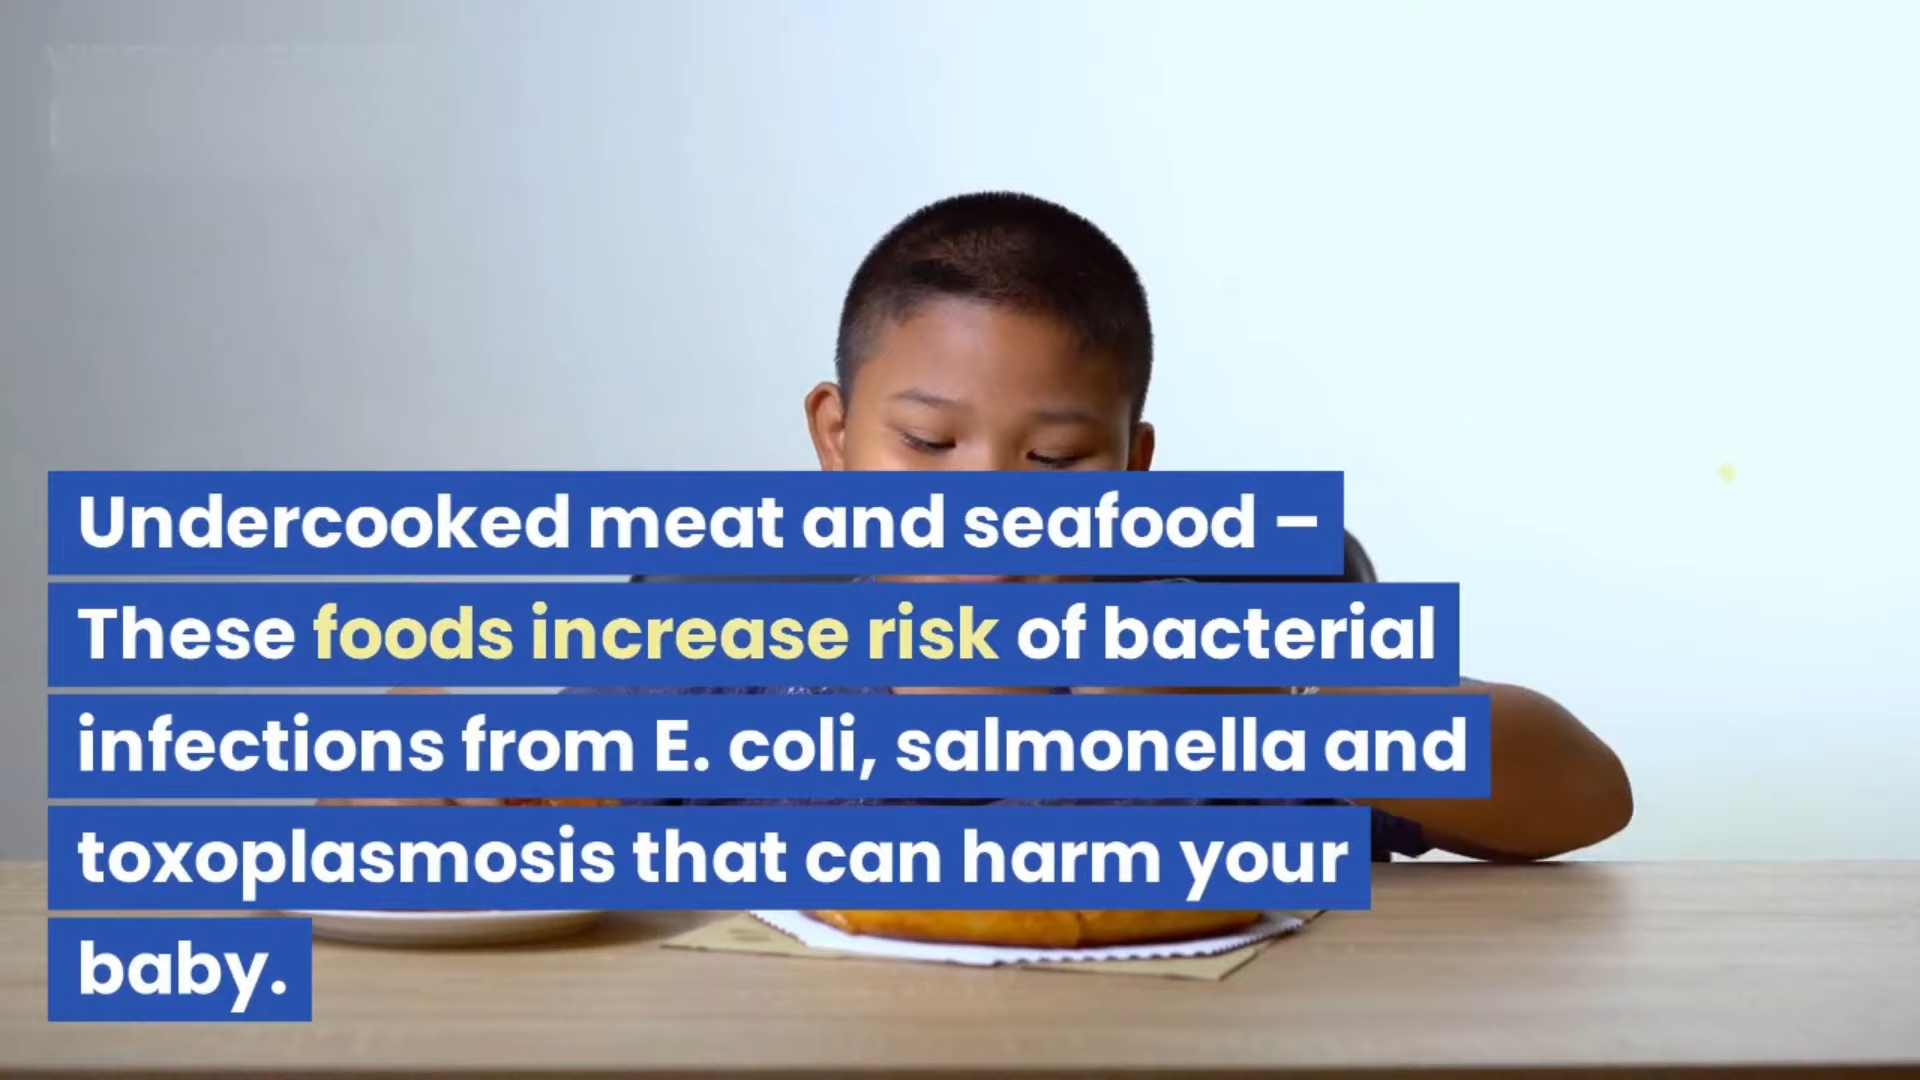 Undercooked meat and seafood –
These foods increase risk of bacterial
infections from E. coli, salmonella and
toxoplasmosis that can harm your
baby.